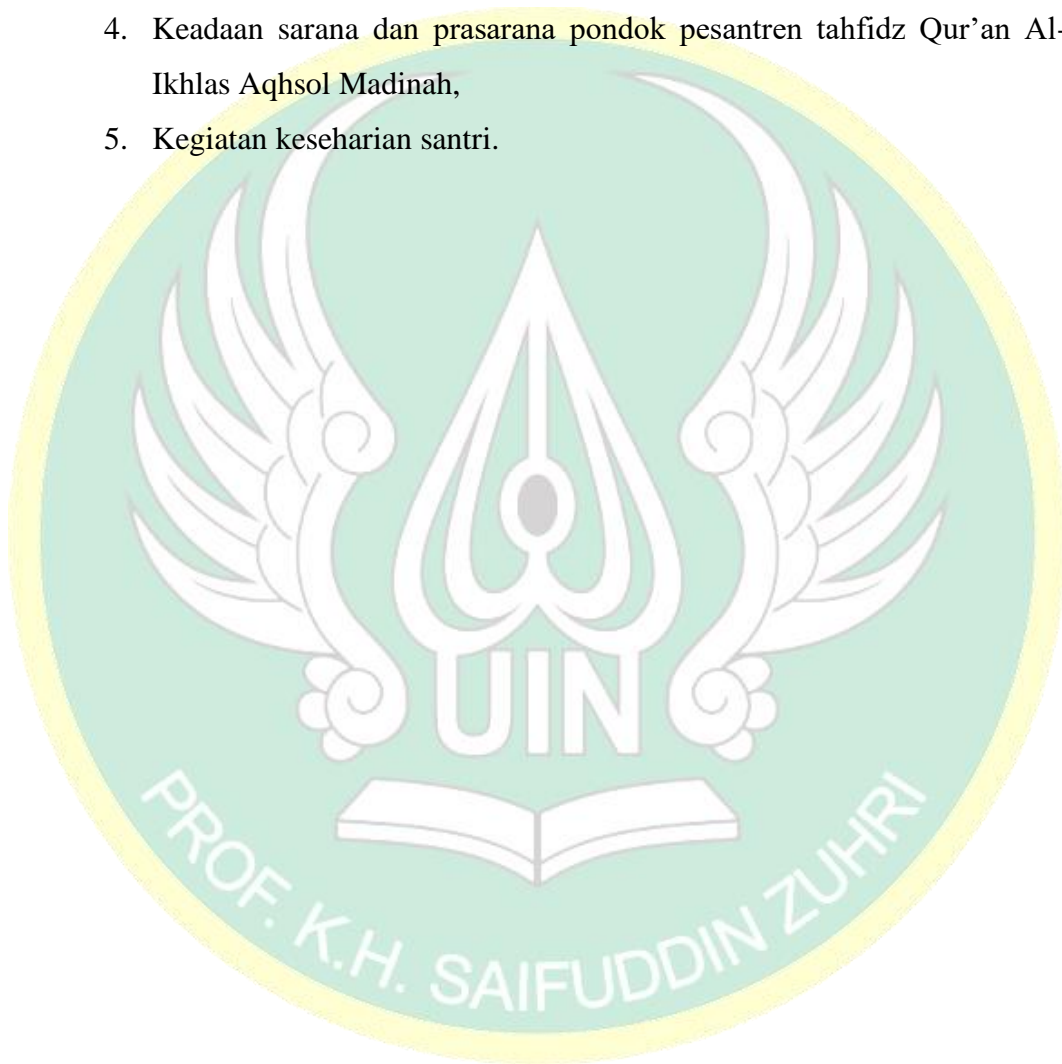 4. Keadaan sarana dan prasarana pondok pesantren tahfidz Qur’an Al-
Ikhlas Aqhsol Madinah,
5. Kegiatan keseharian santri.
UIN
PROF. K.H. SAIFUDDIN ZUHRI